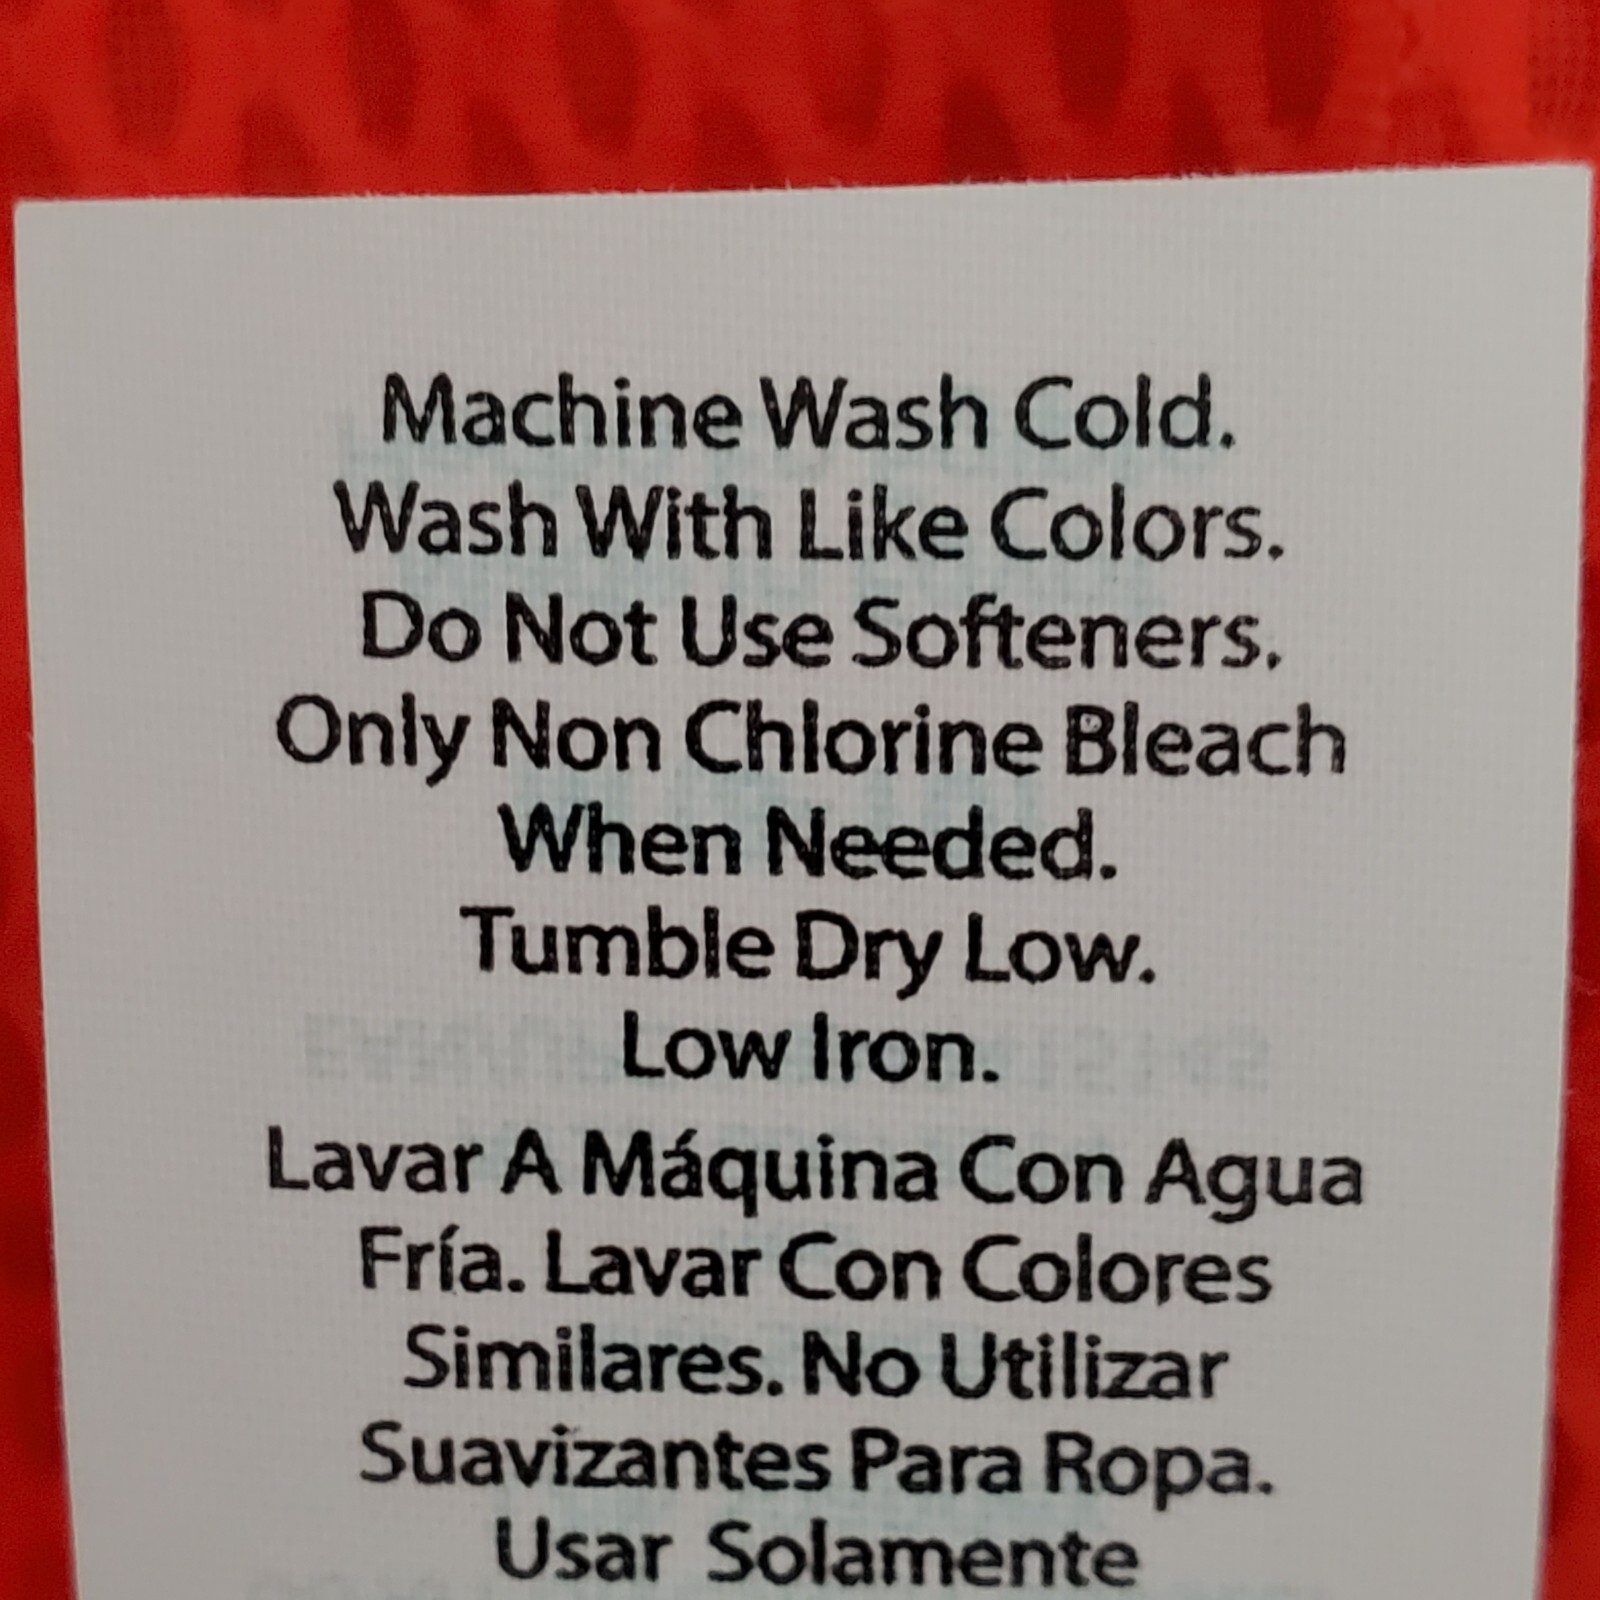 Machine Wash Cold.
Wash With Like Colors.
Do Not Use Softeners.
Only Non Chlorine Bleach
When Needed.
Tumble Dry Low.
Low Iron.
Lavar A Máquina Con Agua
Fría. Lavar Con Colores
Similares. No Utilizar
Suavizantes Para Ropa.
Usar Solamente